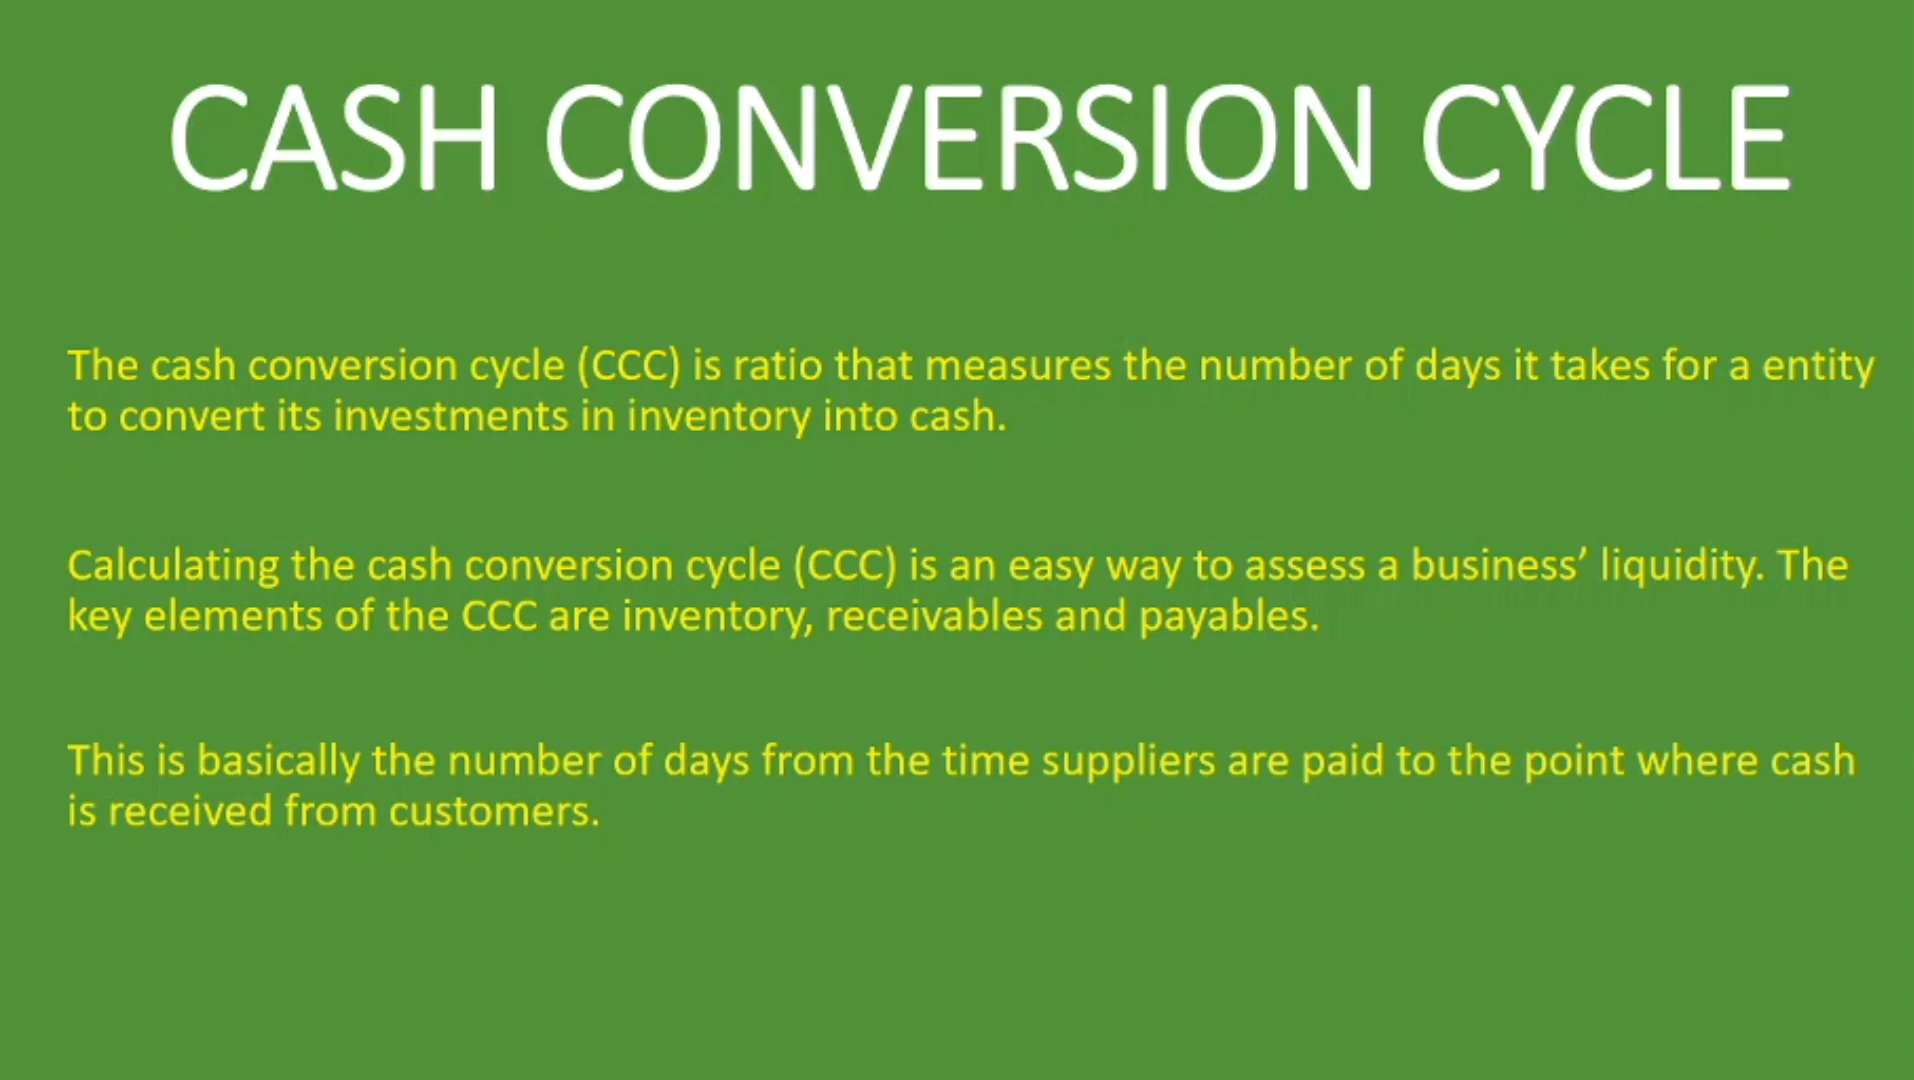 CASH CONVERSION CYCLE
The cash conversion cycle (CCC) is ratio that measures the number of days it takes for a entity
to convert its investments in inventory into cash.
Calculating the cash conversion cycle (CCC) is an easy way to assess a business’ liquidity. The
key elements of the CCC are inventory, receivables and payables.
This is basically the number of days from the time suppliers are paid to the point where cash
is received from customers.